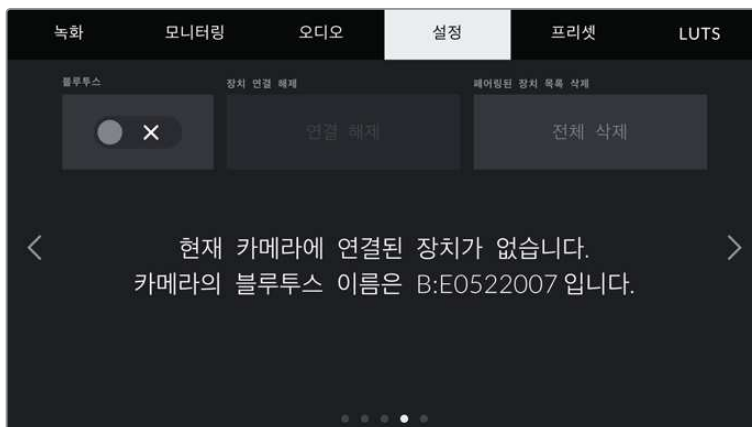 녹화 모니터링 오디오 설정 프리셋 LUTS
블루투스 장치 연결 해제 페어링된 장치 목록 삭제
연결 해제 전체 삭제
현재 카메라에 연결된 장치가 없습니다.
카메라의 블루투스 이름은 B:E0522007 입니다.